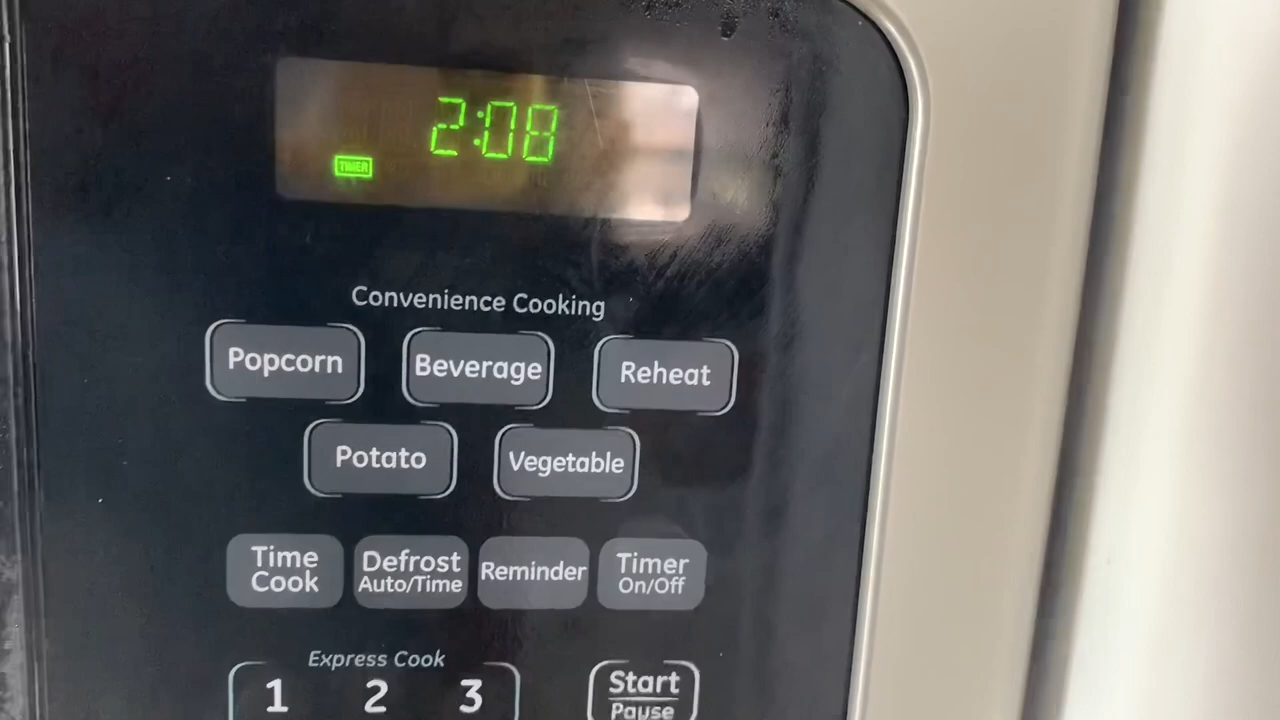 2:08
TIMER
Convenience Cooking
Popcorn
Beverage
Reheat
Potato
Vegetable
Time
Cook
Defrost
Auto/Time
Reminder
Timer
On/Off
Express Cook
1 2 3
Start
Pause